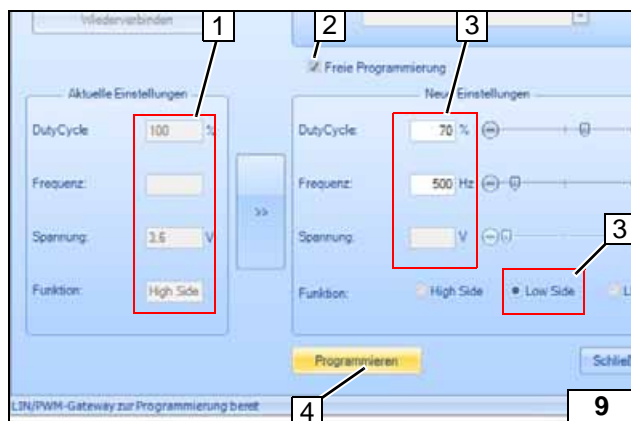 Wiederverbinden
1
2
3
Freie Programmierung
Aktuelle Einstellungen
Neue Einstellungen
DutyCycle 100 %
DutyCycle: 70 %
Frequenz:
Frequenz: 500 Hz
>>
Spannung: 3.6 V
Spannung: V
3
Funktion: High Side
Funktion: High Side Low Side
Programmieren
4
LIN/PWM-Gateway zur Programmierung bereit
9